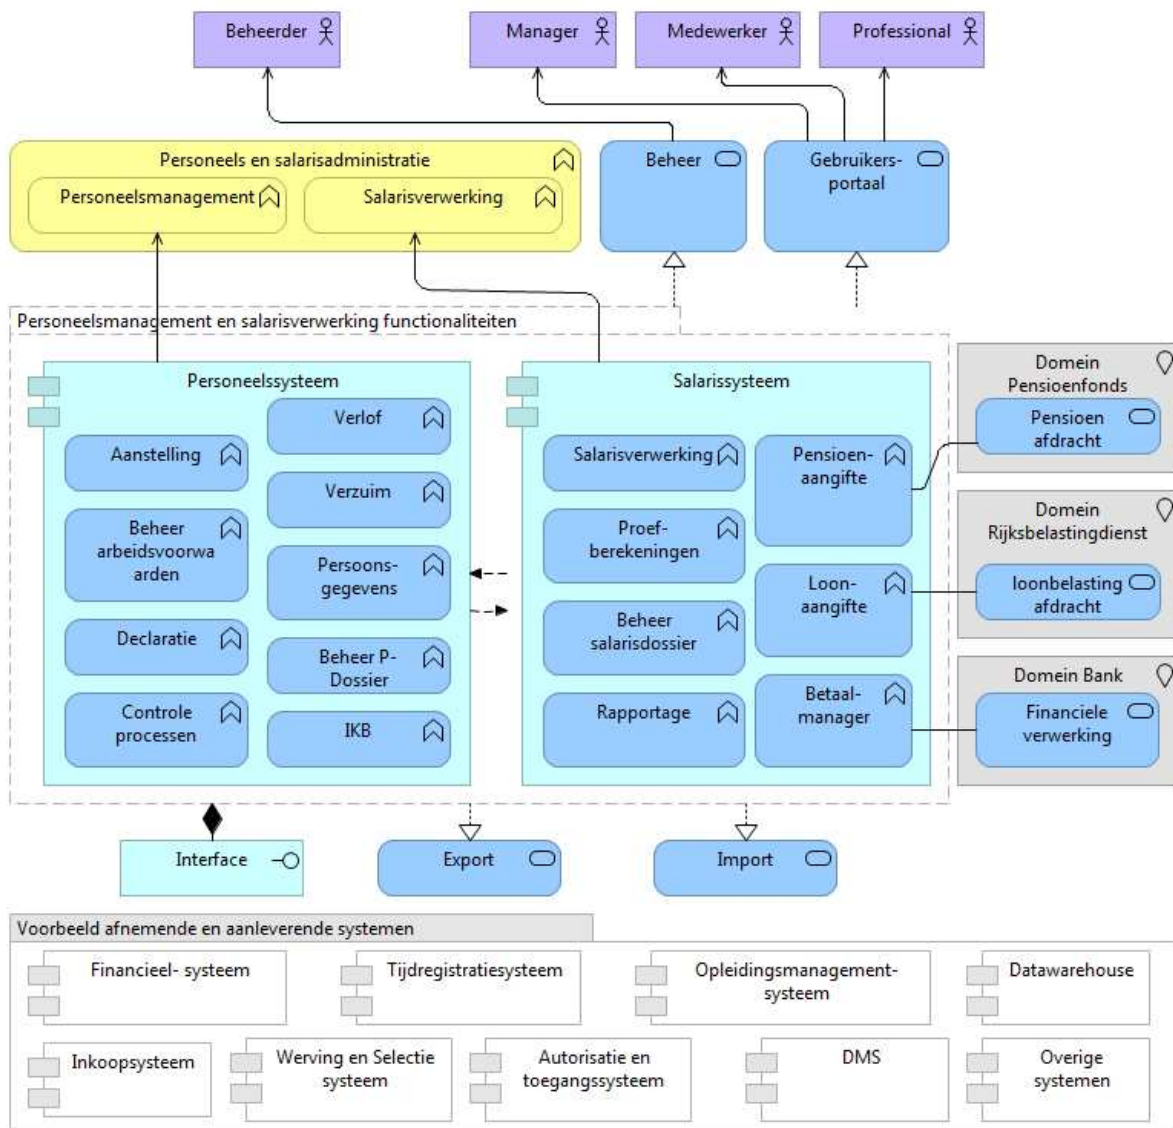 Beheerder
Manager
Medewerker
Professional
Personeels en salarisadministratie
Personeelsmanagement
Salarisverwerking
Beheer
Gebruikers-
portaal
Personeelsmanagement en salarisverwerking functionaliteiten
Personeelssysteem
Verlof
Aanstelling
Verzuim
Beheer
arbeidsvoorwa
arden
Persoons-
gegevens
Declaratie
Beheer P-
Dossier
Controle
processen
IKB
Salarissysteem
Salarisverwerking
Pensioen-
aangifte
Proef-
berekeningen
Loon-
aangifte
Beheer
salarisdossier
Rapportage
Betaal-
manager
Domein
Pensioenfonds
Pensioen
afdracht
Domein
Rijksbelastingdienst
loonbelasting
afdracht
Domein Bank
Financiele
verwerking
Interface
Export
Import
Voorbeeld afnemende en aanleverende systemen
Financieel- systeem
Tijdregistratiesysteem
Opleidingsmanagement-
systeem
Datawarehouse
Inkoopsysteem
Werving en Selectie
systeem
Autorisatie en
toegangssysteem
DMS
Overige
systemen